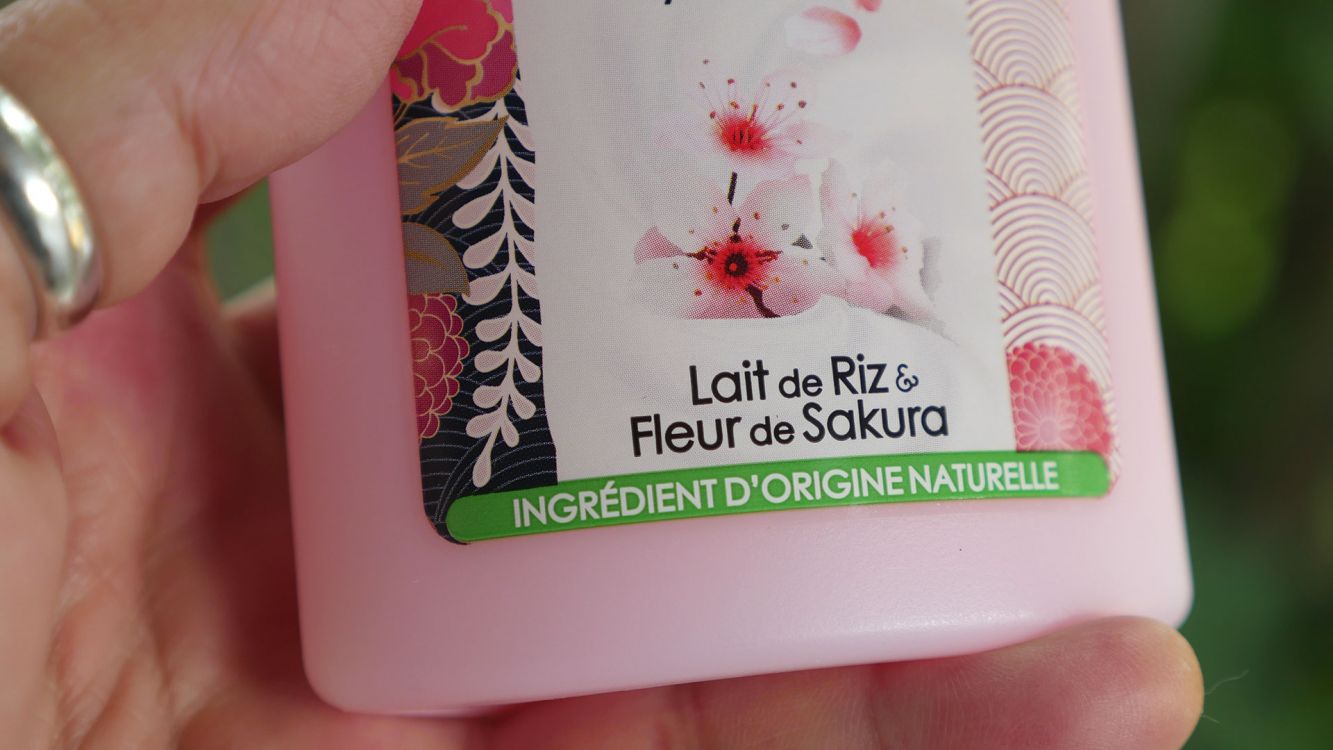 Lait de Riz &
Fleur de Sakura
INGRÉDIENT D'ORIGINE NATURELLE